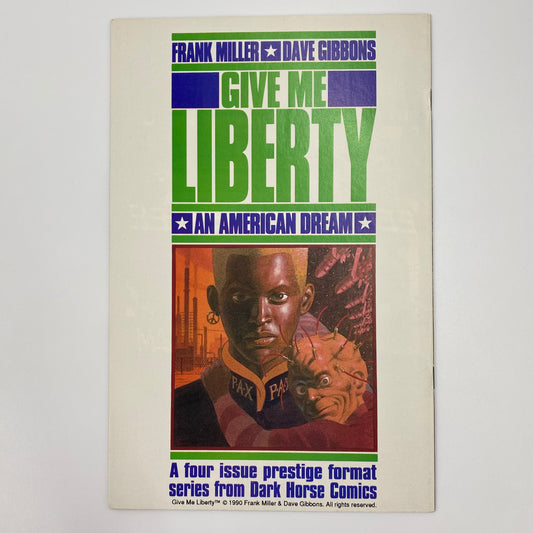 FRANK MILLER ★ DAVE GIBBONS
GIVE ME
LIBERTY
★ AN AMERICAN DREAM ★
PAX PAX
A four issue prestige format
series from Dark Horse Comics
Give Me Liberty™ © 1990 Frank Miller & Dave Gibbons. All rights reserved.